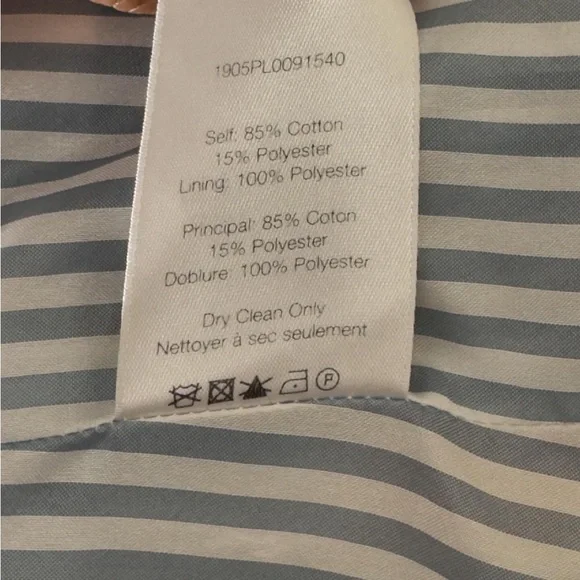 1905PL0091540
Self: 85% Cotton
15% Polyester
Lining: 100% Polyester
Principal: 85% Coton
15% Polyester
Doblure: 100% Polyester
Dry Clean Only
Nettoyer à sec seulement
P